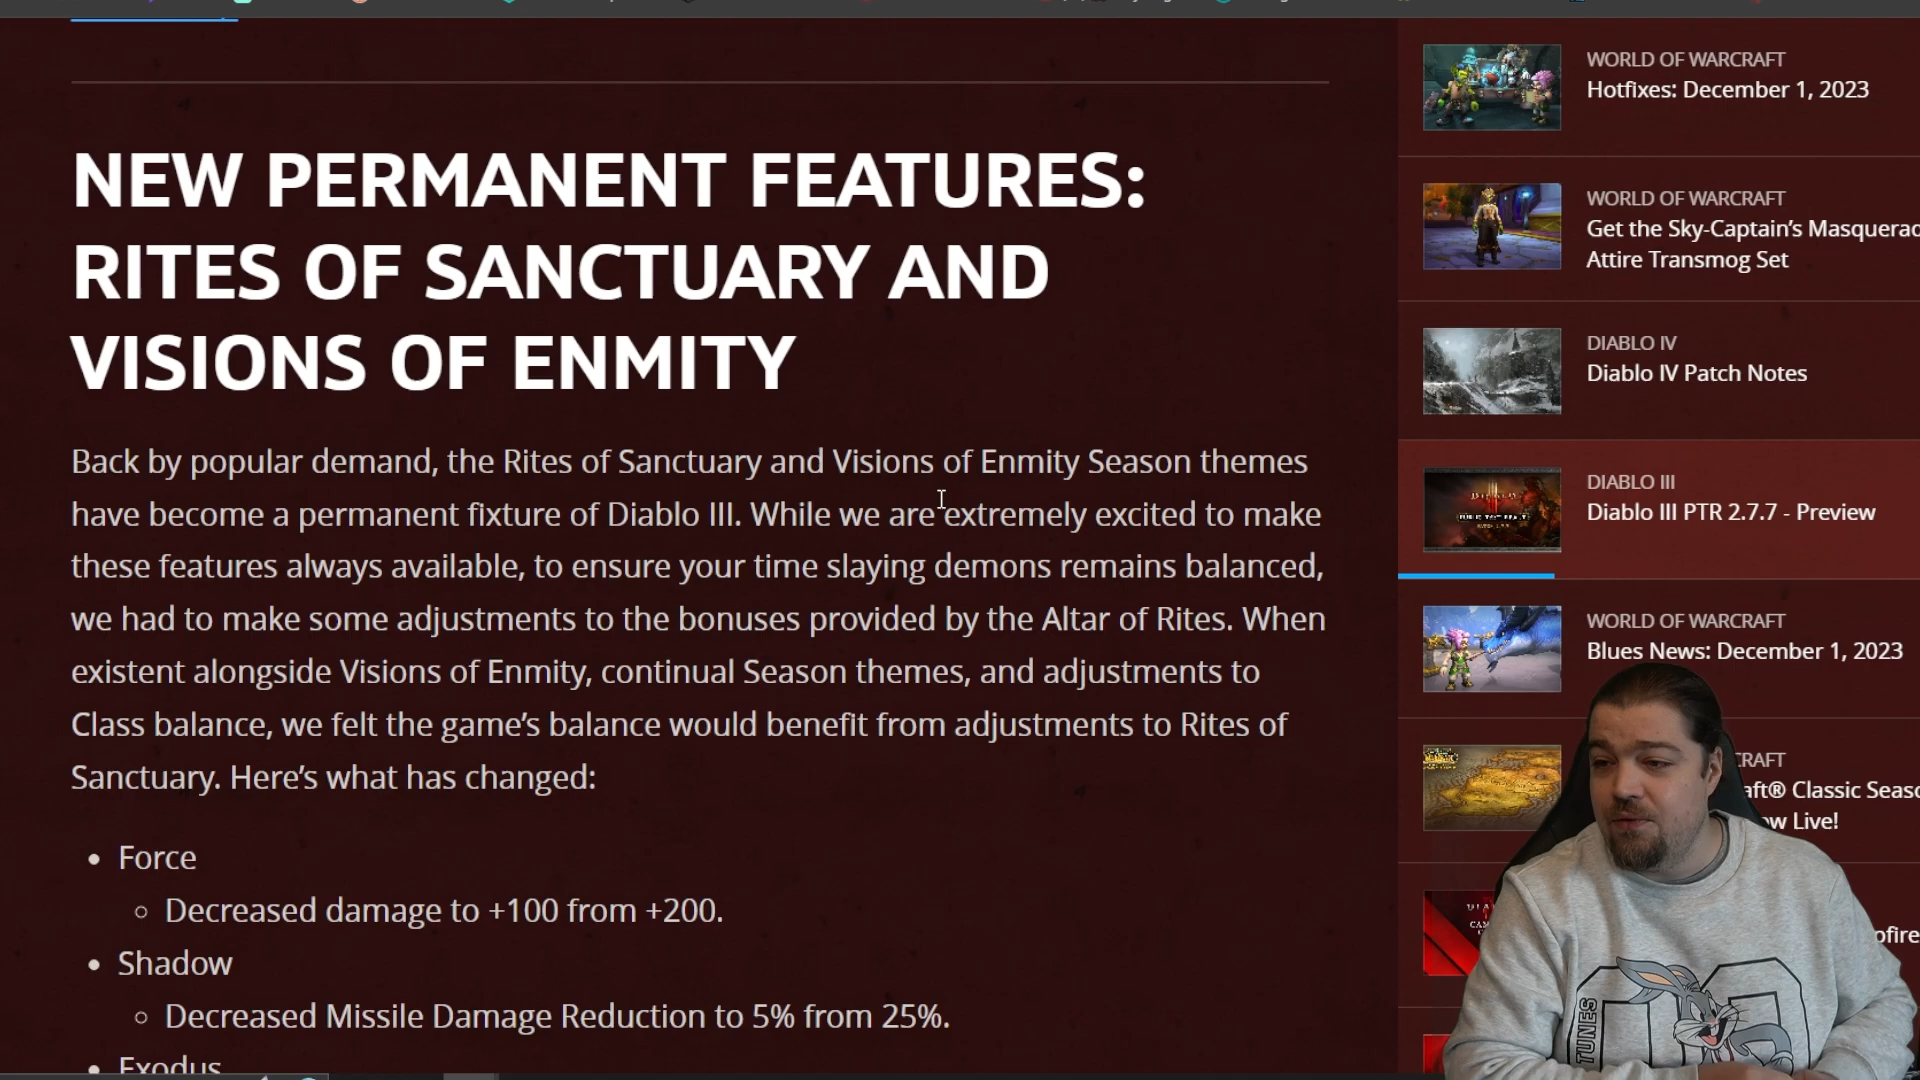 NEW PERMANENT FEATURES:
RITES OF SANCTUARY AND
VISIONS OF ENMITY
Back by popular demand, the Rites of Sanctuary and Visions of Enmity Season themes
have become a permanent fixture of Diablo III. While we are extremely excited to make
these features always available, to ensure your time slaying demons remains balanced,
we had to make some adjustments to the bonuses provided by the Altar of Rites. When
existent alongside Visions of Enmity, continual Season themes, and adjustments to
Class balance, we felt the game’s balance would benefit from adjustments to Rites of
Sanctuary. Here’s what has changed:
• Force
◦ Decreased damage to +100 from +200.
• Shadow
◦ Decreased Missile Damage Reduction to 5% from 25%.
• Exodus
WORLD OF WARCRAFT
Hotfixes: December 1, 2023
WORLD OF WARCRAFT
Get the Sky-Captain’s
Attire Transmog Set
DIABLO IV
Diablo IV Patch Notes
DIABLO III
Diablo III PTR 2.7.7 - Preview
WORLD OF WARCRAFT
Blues News: December 1, 2023
Classic
Live!
TUNES